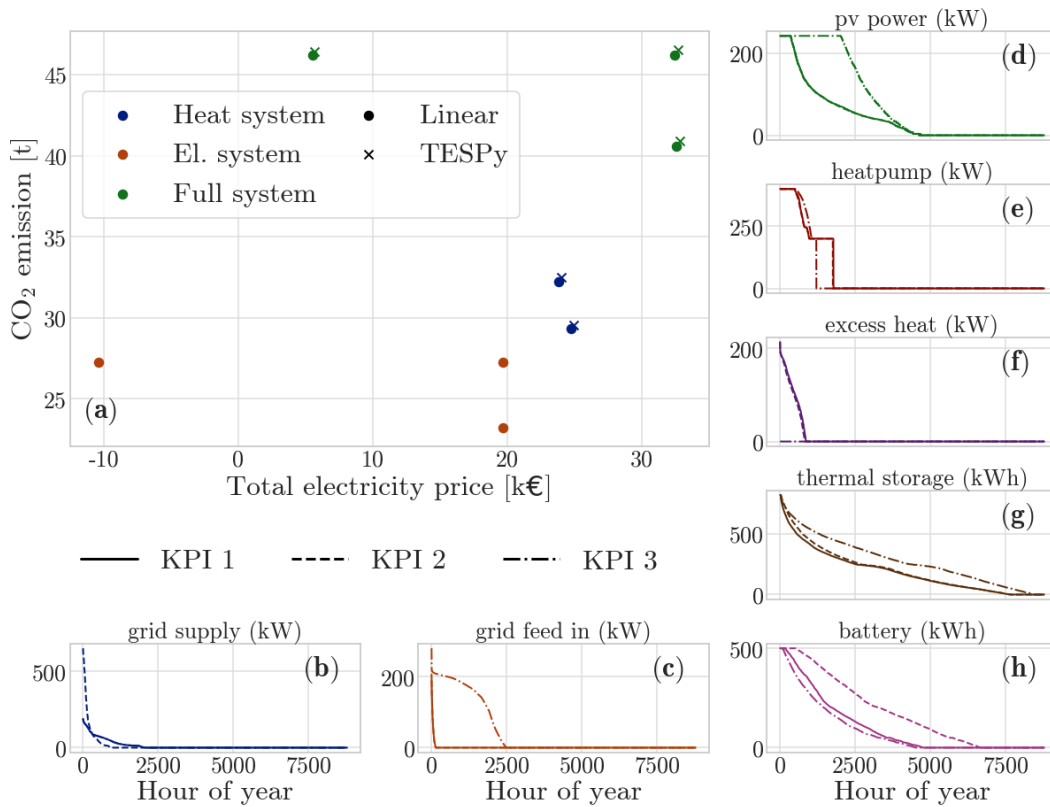 pv power (kW)
45
40
35
30
25
CO₂ emission [t]
Heat system
El. system
Full system
Linear
TESPy
(a)
-10 0 10 20 30
Total electricity price [k€]
200
0
(d)
heatpump (kW)
250
0
(e)
excess heat (kW)
200
0
(f)
thermal storage (kWh)
500
0
(g)
KPI 1 KPI 2 KPI 3
grid supply (kW)
500
0
(b)
0 2500 5000 7500
Hour of year
grid feed in (kW)
200
0
(c)
0 2500 5000 7500
Hour of year
battery (kWh)
500
0
(h)
0 2500 5000 7500
Hour of year